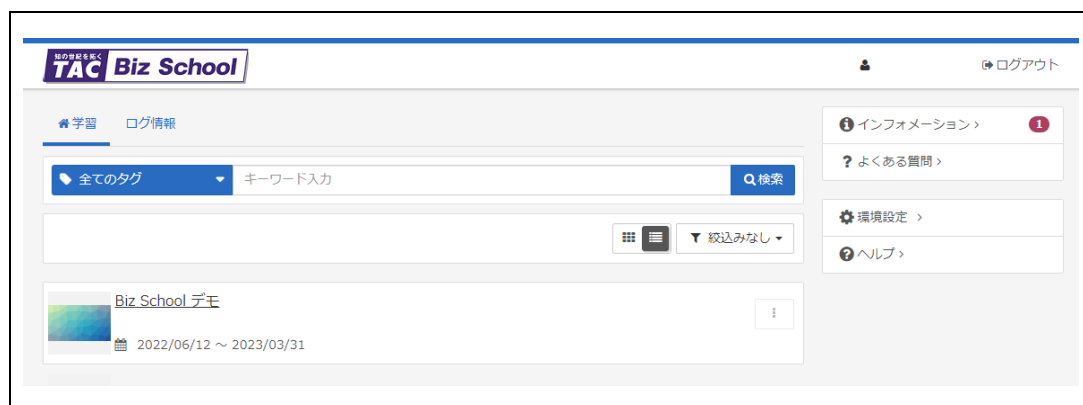 知の世紀を拓く
TAC Biz School
ログアウト
学習 ログ情報
全てのタグ キーワード入力 検索
絞込みなし
Biz School デモ
2022/06/12 ～ 2023/03/31
インフォメーション › 1
よくある質問 ›
環境設定 ›
ヘルプ ›